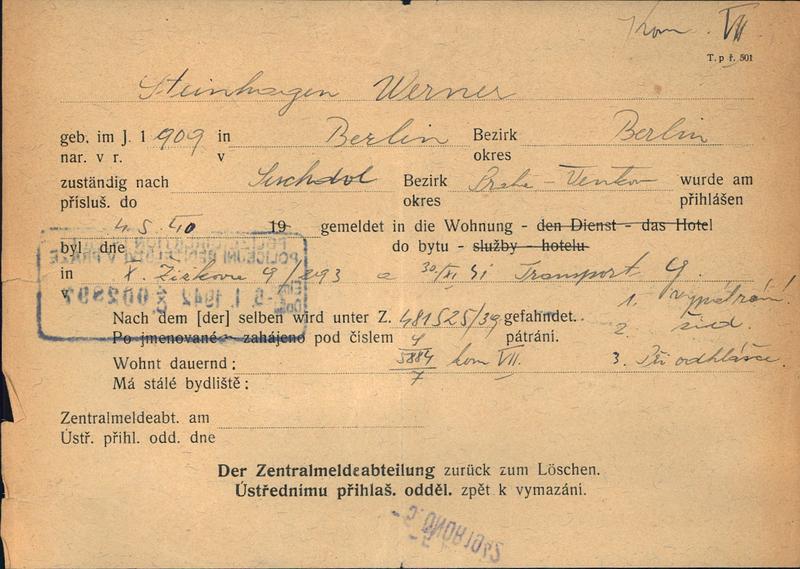 Kom. VII
T. p ř. 501
Steinhagen Werner
geb. im J. 1909 in Berlin Bezirk Berlin
nar. v r. v okres
zuständig nach Suchdol Bezirk Praha-Venkov wurde am
přísluš. do okres přihlášen
4.5.40 19 gemeldet in die Wohnung - den Dienst - das Hotel
byl dne do bytu - služby - hotelu
in X. Žižkov 9/293 a 30/XI 41 Transport
v
1. vypátrání!
Nach dem [der] selben wird unter Z. 481525/39 gefahrdet. 2.
Po jmenované - zahájeno pod číslem 4 pátrání.
Wohnt dauernd: 5884 kom VII. 3. Při odhlášce.
Má stálé bydliště: 7
Zentralmeldeabt. am
Ústř. přihl. odd. dne
Der Zentralmeldeabteilung zurück zum Löschen.
Ústřednímu přihlaš. odděl. zpět k vymazání.